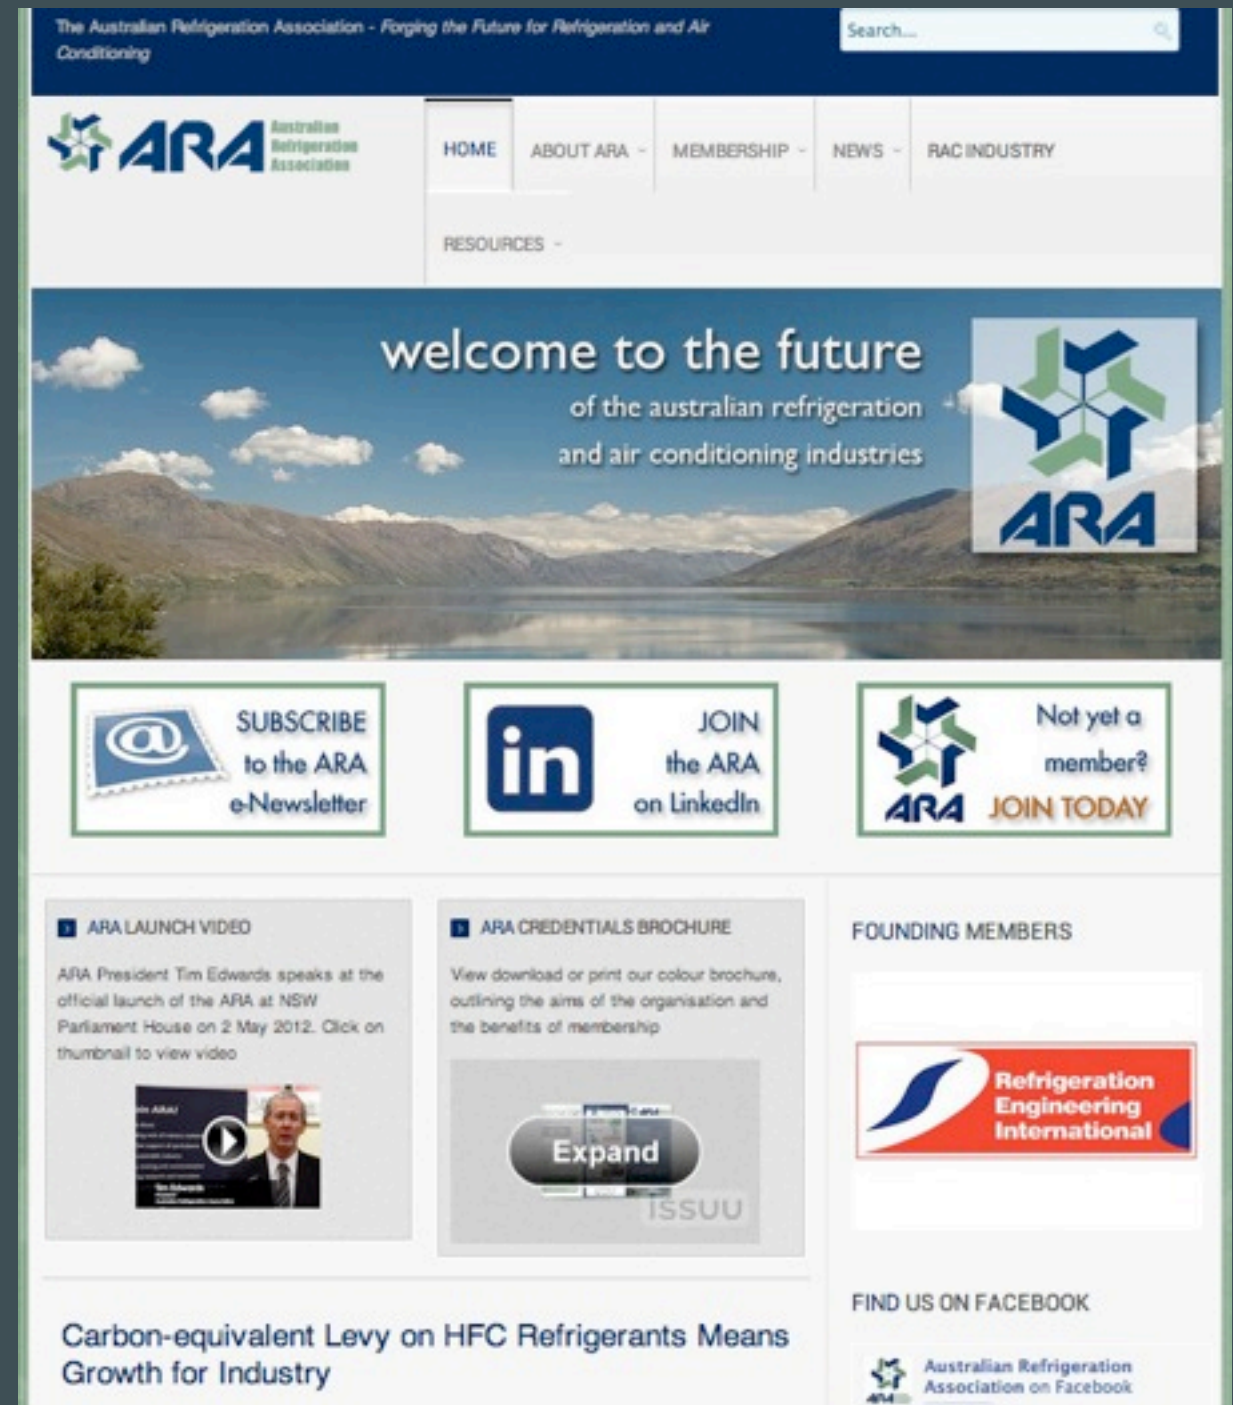 The Australian Refrigeration Association - Forging the Future for Refrigeration and Air
Conditioning
Search...
ARA
Australian
Refrigeration
Association
HOME
ABOUT ARA
MEMBERSHIP
NEWS
RAC INDUSTRY
RESOURCES
welcome to the future
of the australian refrigeration
and air conditioning industries
ARA
SUBSCRIBE
to the ARA
e-Newsletter
in
JOIN
the ARA
on LinkedIn
ARA
Not yet a
member?
JOIN TODAY
ARA LAUNCH VIDEO
ARA President Tim Edwards speaks at the
official launch of the ARA at NSW
Parliament House on 2 May 2012. Click on
thumbnail to view video
Tim Edwards
ARA CREDENTIALS BROCHURE
View download or print our colour brochure,
outlining the aims of the organisation and
the benefits of membership
Expand
issuu
FOUNDING MEMBERS
Refrigeration
Engineering
International
Carbon-equivalent Levy on HFC Refrigerants Means
Growth for Industry
FIND US ON FACEBOOK
Australian Refrigeration
Association on Facebook
ARA